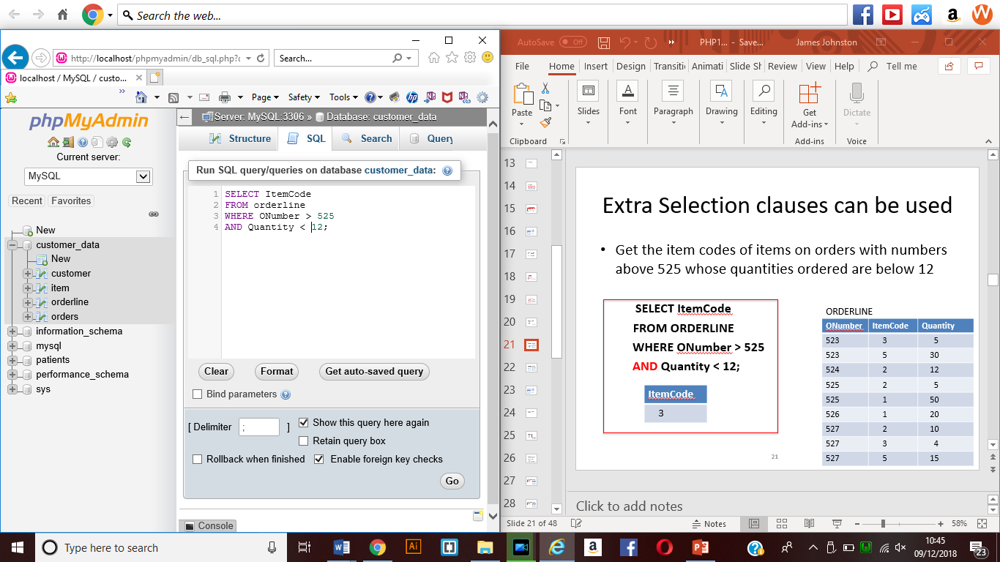 Search the web...
http://localhost/phpmyadmin/db_sql.php?c
Search...
localhost / MySQL / custo...
»
Page
Safety
Tools
phpMyAdmin
Current server:
MySQL
Recent
Favorites
New
customer_data
New
customer
item
orderline
orders
information_schema
mysql
patients
performance_schema
sys
Server: MySQL:3306 » Database: customer_data
Structure
SQL
Search
Query
Run SQL query/queries on database customer_data:
1 SELECT ItemCode
2 FROM orderline
3 WHERE ONumber > 525
4 AND Quantity < 12;
Clear
Format
Get auto-saved query
Bind parameters
[ Delimiter ; ]
Show this query here again
Retain query box
Rollback when finished
Enable foreign key checks
Go
Console
AutoSave Off
PHP1... - Save...
James Johnston
File Home Insert Design Transiti Animati Slide Sh Review View Help Tell me
Paste
Slides
Font
Paragraph
Drawing
Editing
Get
Add-ins
Dictate
Clipboard
Add-ins
Voice
13
14
15
16
17
18
19
20
21
22
23
24
25
26
27
28
Extra Selection clauses can be used
• Get the item codes of items on orders with numbers
above 525 whose quantities ordered are below 12
SELECT ItemCode
FROM ORDERLINE
WHERE ONumber > 525
AND Quantity < 12;
ItemCode
3
ORDERLINE
ONumber ItemCode Quantity
523 3 5
523 5 30
524 2 12
525 2 5
525 1 50
526 1 20
527 2 10
527 3 4
527 5 15
21
Click to add notes
Slide 21 of 48
Notes
58%
Type here to search
10:45
09/12/2018
23